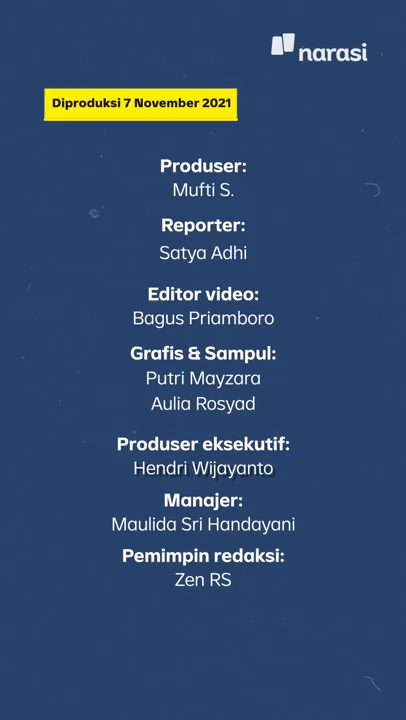 narasi
Diproduksi 7 November 2021
Produser:
Mufti S.
Reporter:
Satya Adhi
Editor video:
Bagus Priamboro
Grafis & Sampul:
Putri Mayzara
Aulia Rosyad
Produser eksekutif:
Hendri Wijayanto
Manajer:
Maulida Sri Handayani
Pemimpin redaksi:
Zen RS